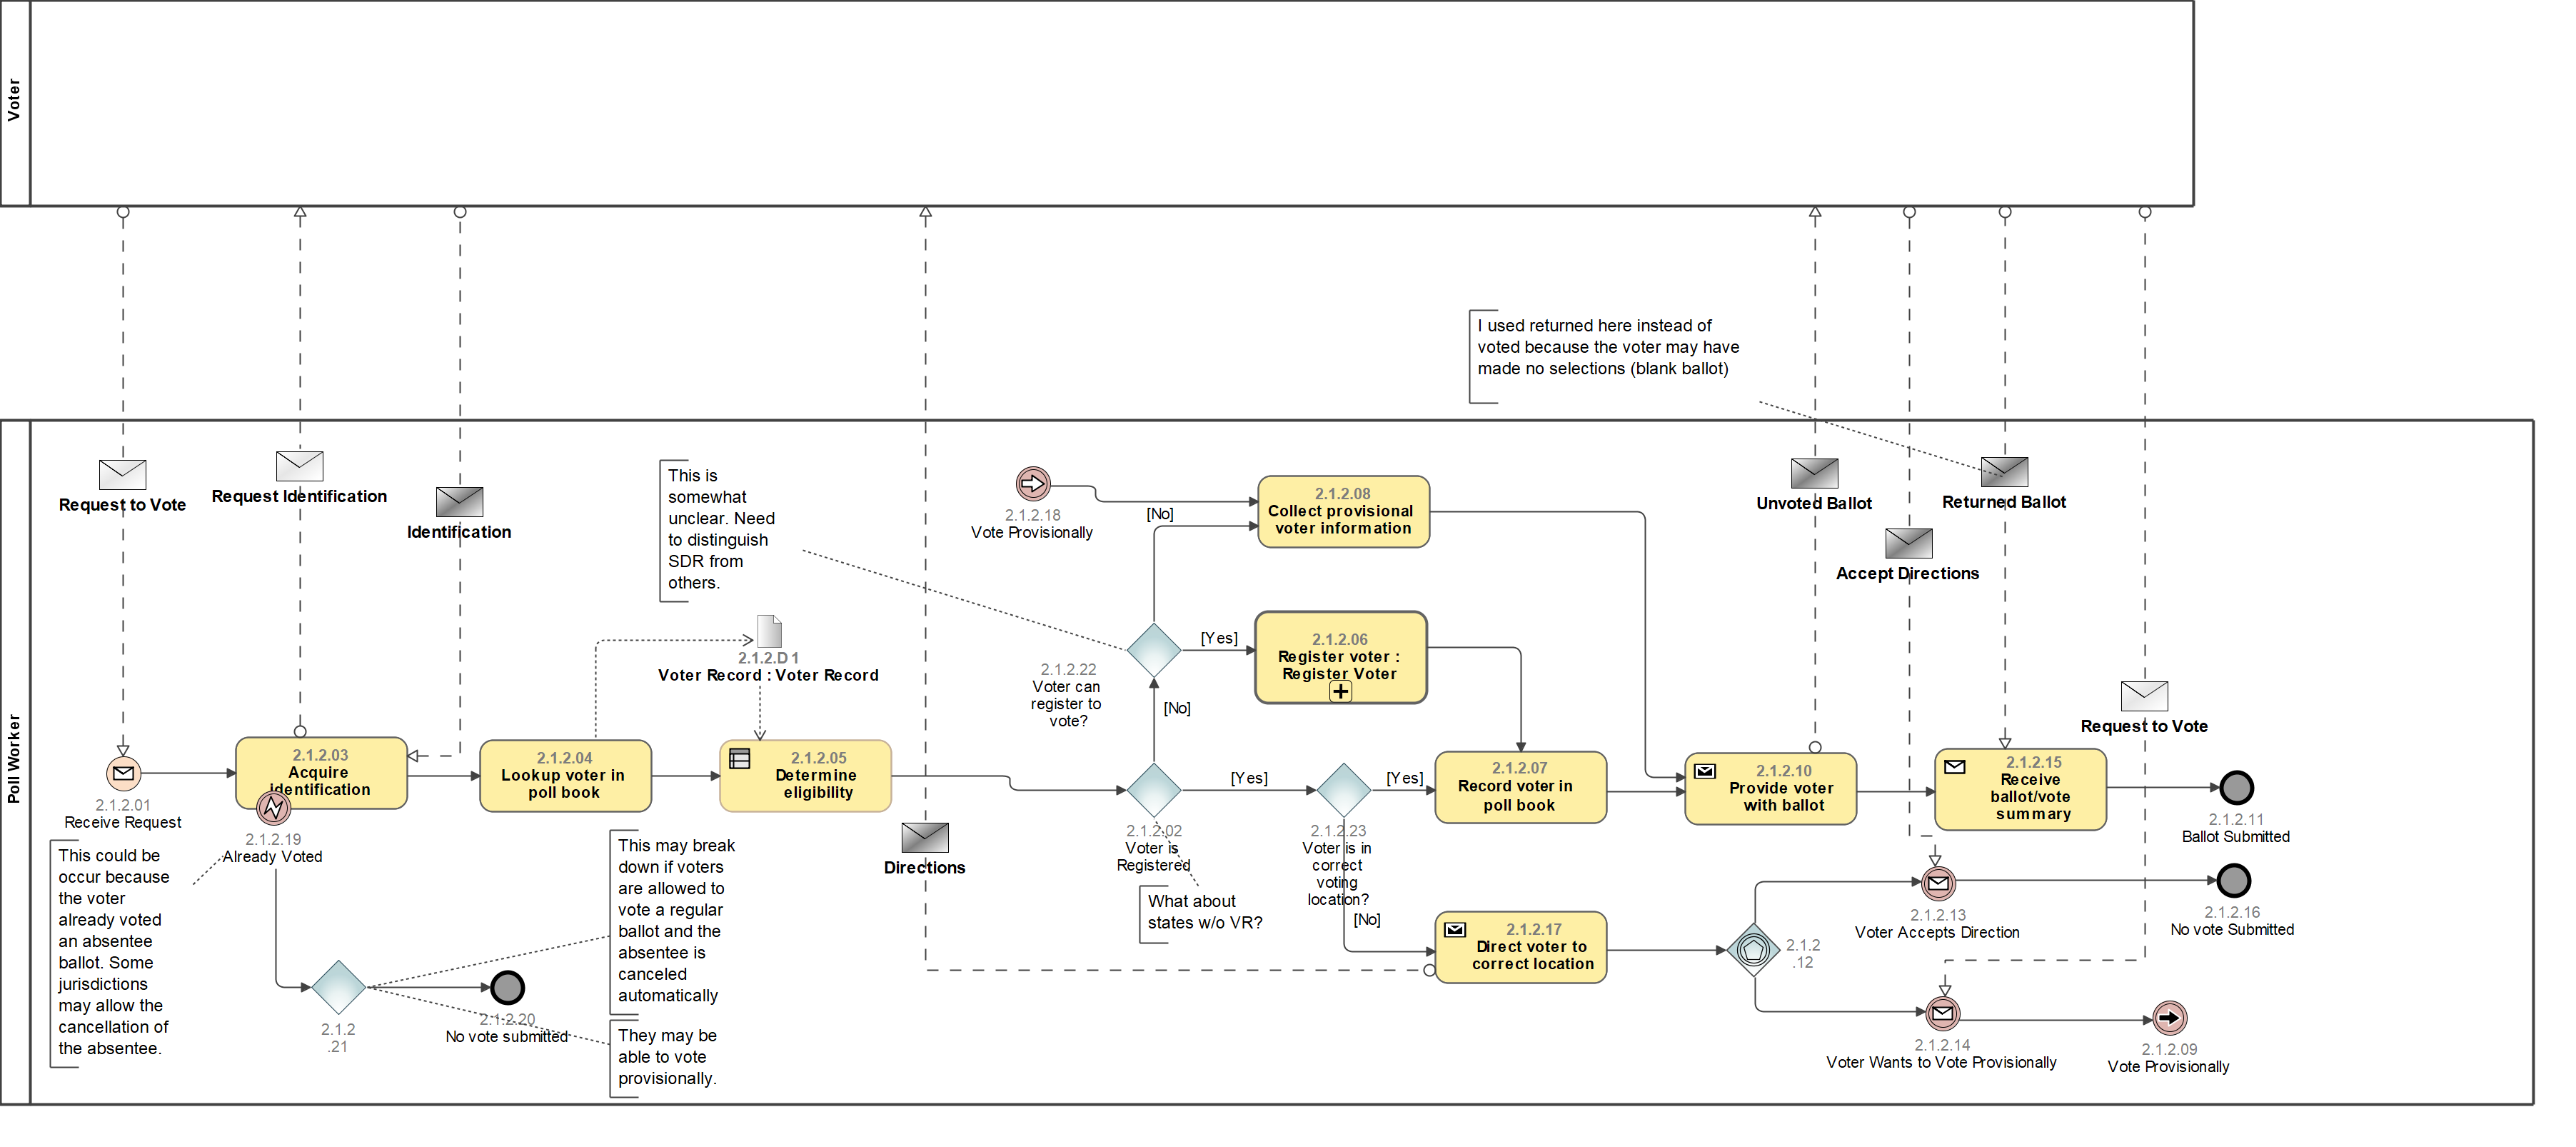 Voter
I used returned here instead of
voted because the voter may have
made no selections (blank ballot)
Poll Worker
Request to Vote
Request Identification
Identification
This is
somewhat
unclear. Need
to distinguish
SDR from
others.
2.1.2.18
Vote Provisionally
[No]
2.1.2.08
Collect provisional
voter information
Unvoted Ballot
Returned Ballot
Accept Directions
2.1.2.D1
Voter Record : Voter Record
2.1.2.22
Voter can
register to
vote?
[Yes]
2.1.2.06
Register voter :
Register Voter
[No]
Request to Vote
2.1.2.01
Receive Request
2.1.2.03
Acquire
identification
2.1.2.19
Already Voted
2.1.2.04
Lookup voter in
poll book
2.1.2.05
Determine
eligibility
Directions
2.1.2.02
Voter is
Registered
[Yes]
2.1.2.23
Voter is in
correct
voting
location?
[Yes]
[No]
2.1.2.07
Record voter in
poll book
2.1.2.10
Provide voter
with ballot
2.1.2.15
Receive
ballot/vote
summary
2.1.2.11
Ballot Submitted
This could be
occur because
the voter
already voted
an absentee
ballot. Some
jurisdictions
may allow the
cancellation of
the absentee.
2.1.2
.21
2.1.2.20
No vote submitted
This may break
down if voters
are allowed to
vote a regular
ballot and the
absentee is
canceled
automatically
They may be
able to vote
provisionally.
What about
states w/o VR?
2.1.2.17
Direct voter to
correct location
2.1.2
.12
2.1.2.13
Voter Accepts Direction
2.1.2.16
No vote Submitted
2.1.2.14
Voter Wants to Vote Provisionally
2.1.2.09
Vote Provisionally